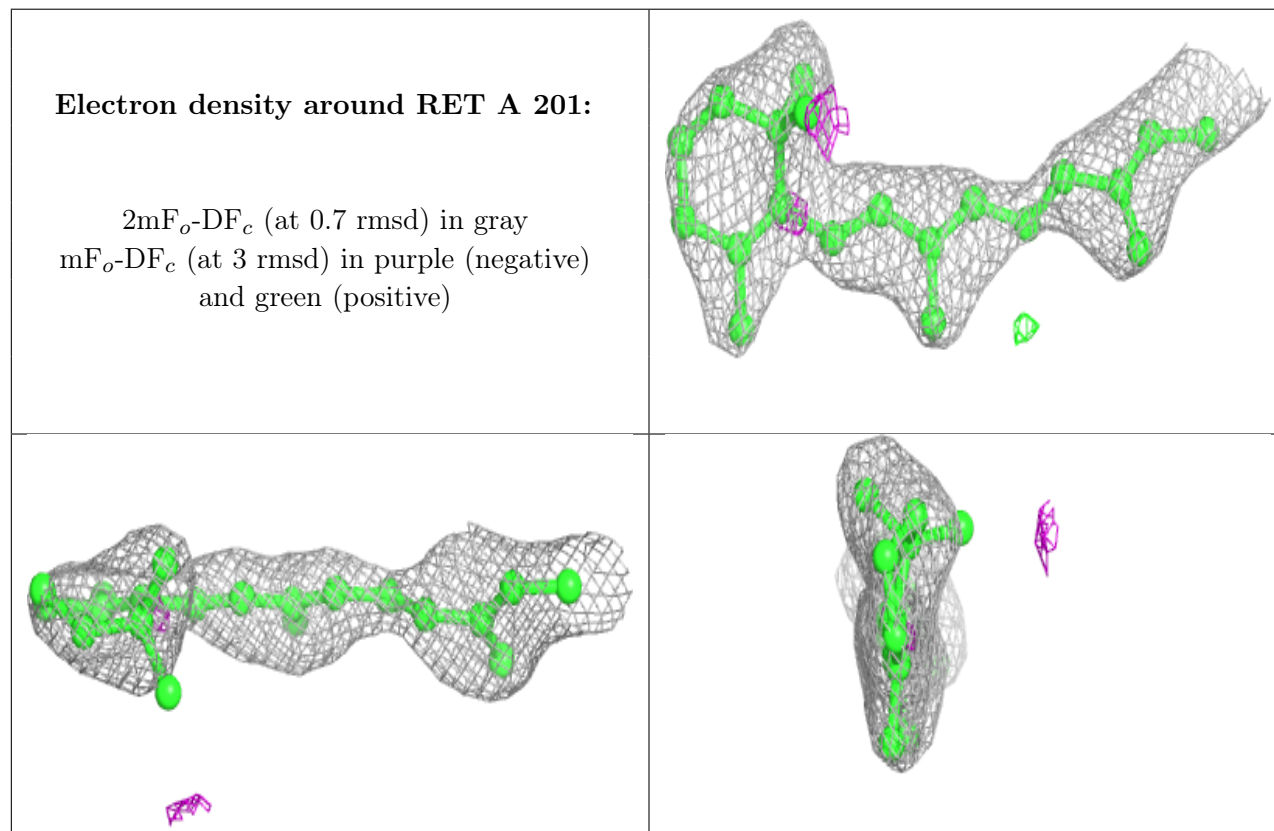 Electron density around RET A 201:
2mFₒ-DF𝒸 (at 0.7 rmsd) in gray
mFₒ-DF𝒸 (at 3 rmsd) in purple (negative)
and green (positive)